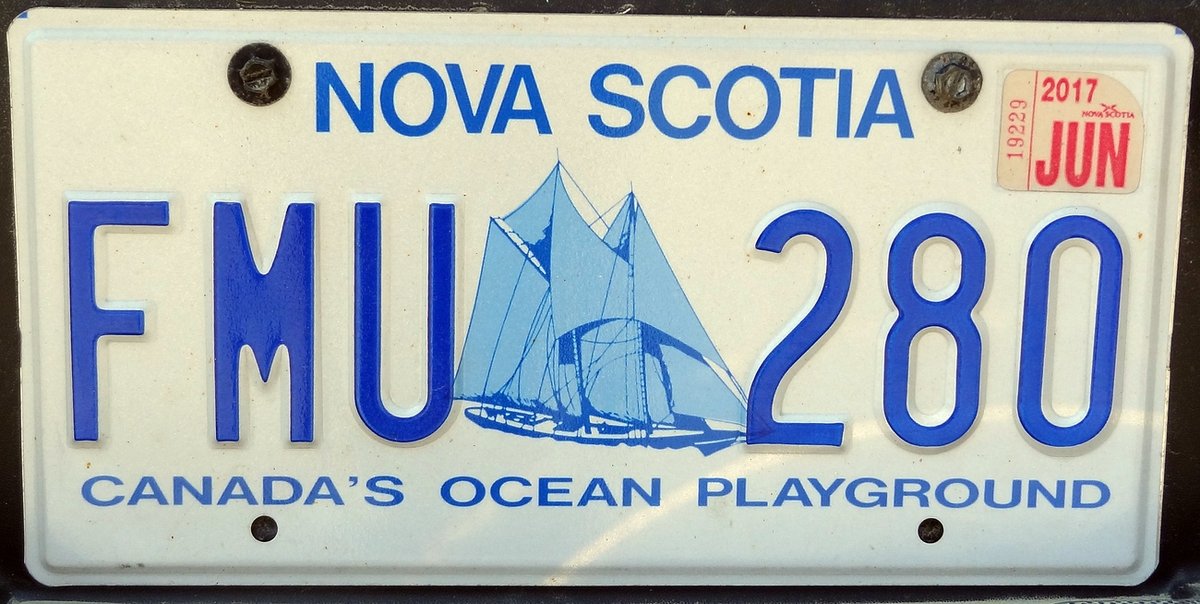 NOVA SCOTIA
2017
NOVA SCOTIA
JUN
19229
FMU 280
CANADA'S OCEAN PLAYGROUND